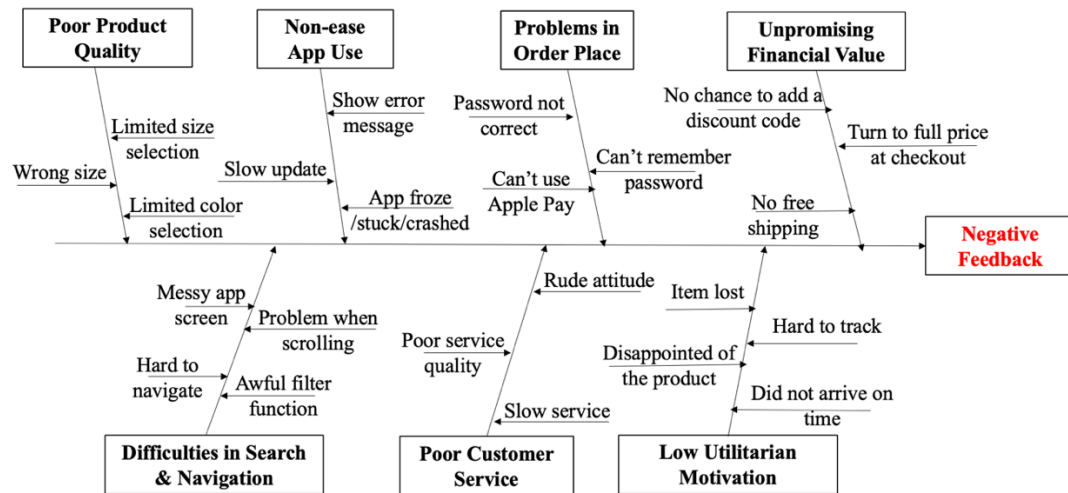 Poor Product
Quality
Non-ease
App Use
Problems in
Order Place
Unpromising
Financial Value
Limited size
selection
Wrong size
Limited color
selection
Show error
message
Slow update
App froze
/stuck/crashed
Password not
correct
Can’t remember
password
Can’t use
Apple Pay
No chance to add a
discount code
Turn to full price
at checkout
No free
shipping
Negative
Feedback
Messy app
screen
Problem when
scrolling
Hard to
navigate
Awful filter
function
Rude attitude
Poor service
quality
Slow service
Item lost
Hard to track
Disappointed of
the product
Did not arrive on
time
Difficulties in Search
& Navigation
Poor Customer
Service
Low Utilitarian
Motivation